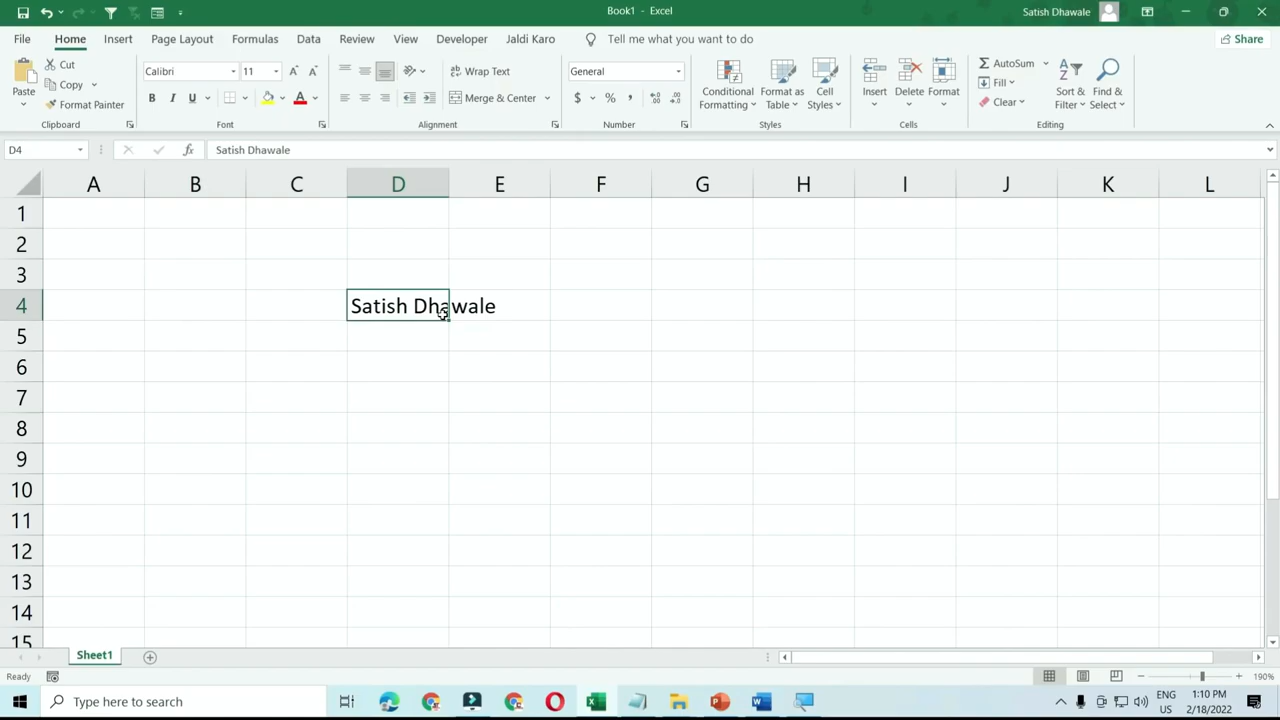 Book1 - Excel
Satish Dhawale
File Home Insert Page Layout Formulas Data Review View Developer Jaldi Karo Tell me what you want to do Share
Paste Cut Copy Format Painter
Clipboard
Calibri 11
B I U A
Font
Wrap Text
Merge & Center
Alignment
General
$ % ,
Number
Conditional Formatting Format as Table Cell Styles
Styles
Insert Delete Format
Cells
AutoSum Fill Clear Sort & Filter Find & Select
Editing
D4 fx Satish Dhawale
A B C D E F G H I J K L
1
2
3
4 Satish Dhawale
5
6
7
8
9
10
11
12
13
14
15
Sheet1
Ready 190%
Type here to search
ENG US
1:10 PM
2/18/2022